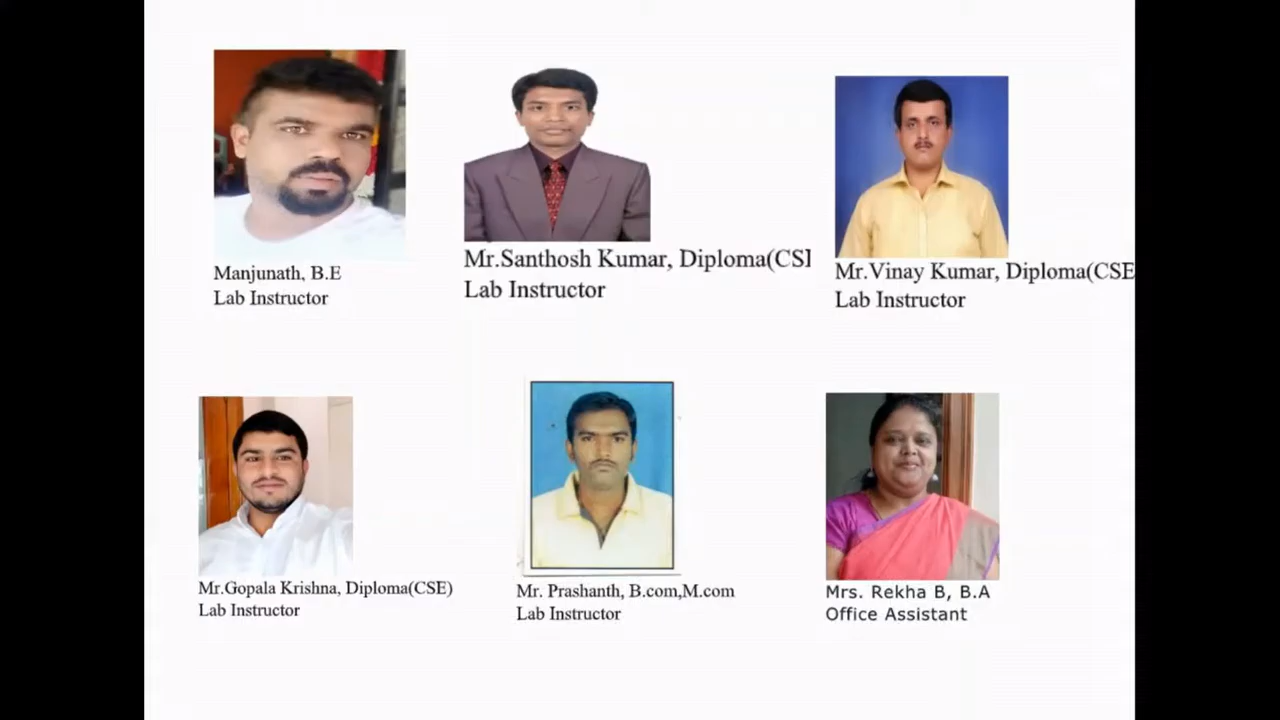 Manjunath, B.E
Lab Instructor
Mr.Santhosh Kumar, Diploma(CSE
Lab Instructor
Mr.Vinay Kumar, Diploma(CSE
Lab Instructor
Mr.Gopala Krishna, Diploma(CSE)
Lab Instructor
Mr. Prashanth, B.com,M.com
Lab Instructor
Mrs. Rekha B, B.A
Office Assistant